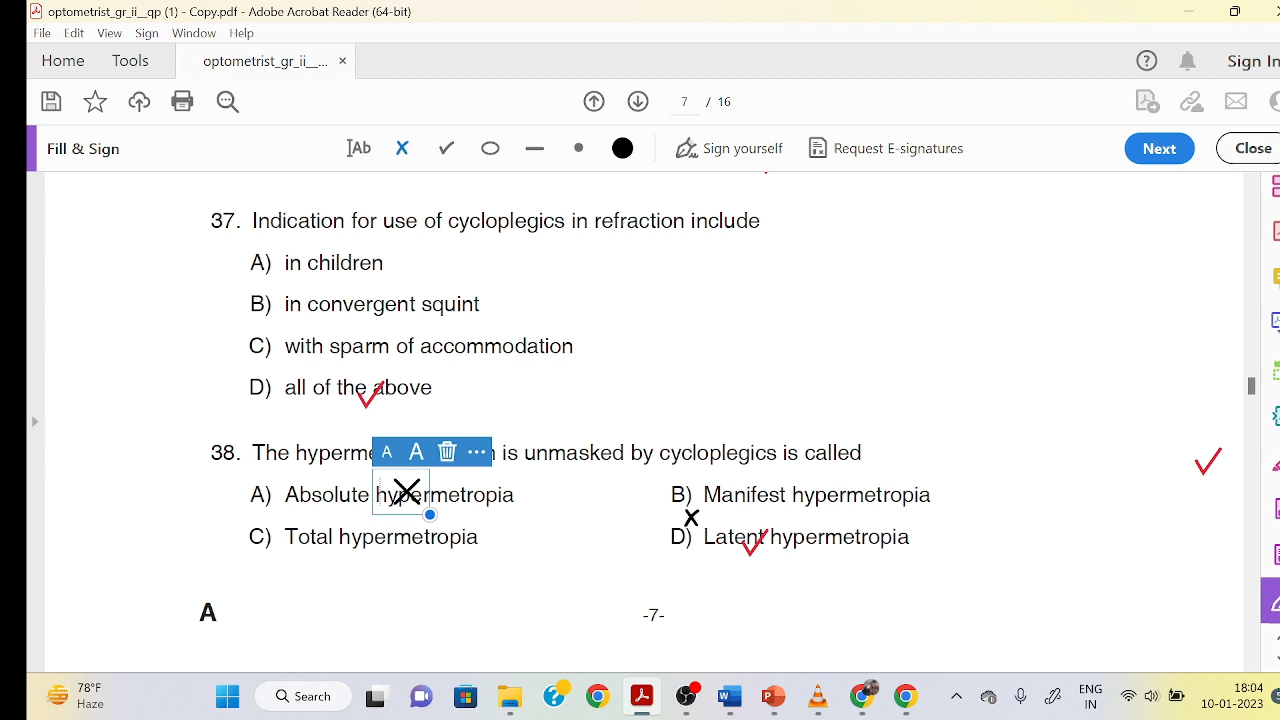 optometrist_gr_ii__qp (1) - Copy.pdf - Adobe Acrobat Reader (64-bit)
File Edit View Sign Window Help
Home Tools optometrist_gr_ii__... × Sign In
7 / 16
Fill & Sign Ab Sign yourself Request E-signatures Next Close
37. Indication for use of cycloplegics in refraction include
A) in children
B) in convergent squint
C) with sparm of accommodation
D) all of the above
A A ...
38. The hyperme is unmasked by cycloplegics is called
A) Absolute hypermetropia B) Manifest hypermetropia
C) Total hypermetropia D) Latent hypermetropia
A
-7-
78°F
Haze
Search
ENG
IN
18:04
10-01-2023